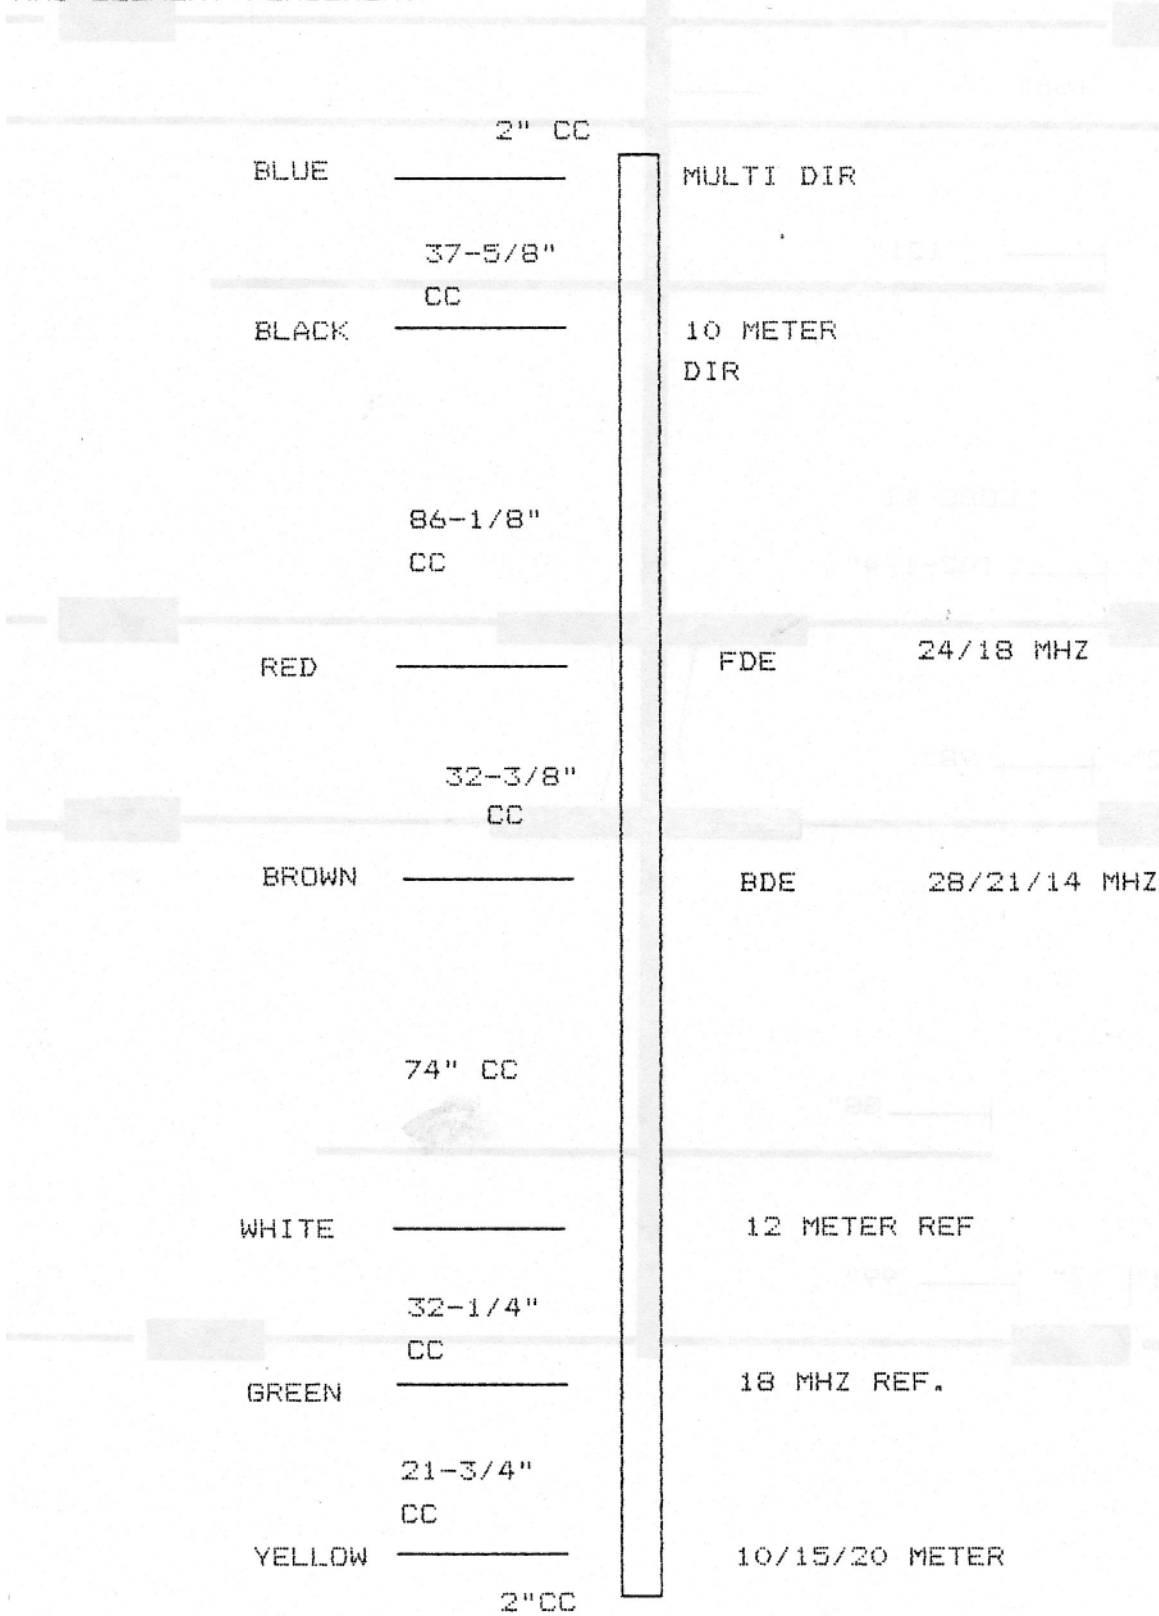 2" CC
BLUE MULTI DIR
37-5/8"
CC
BLACK 10 METER
DIR
86-1/8"
CC
RED FDE 24/18 MHZ
32-3/8"
CC
BROWN BDE 28/21/14 MHZ
74" CC
WHITE 12 METER REF
32-1/4"
CC
GREEN 18 MHZ REF.
21-3/4"
CC
YELLOW 10/15/20 METER
2"CC